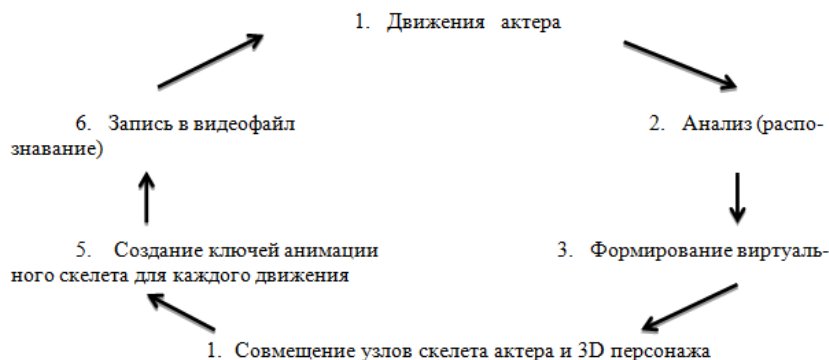 1. Движения актера
6. Запись в видеофайл 2. Анализ (распо-
знавание)
5. Создание ключей анимации 3. Формирование виртуаль-
ного скелета для каждого движения
1. Совмещение узлов скелета актера и 3D персонажа